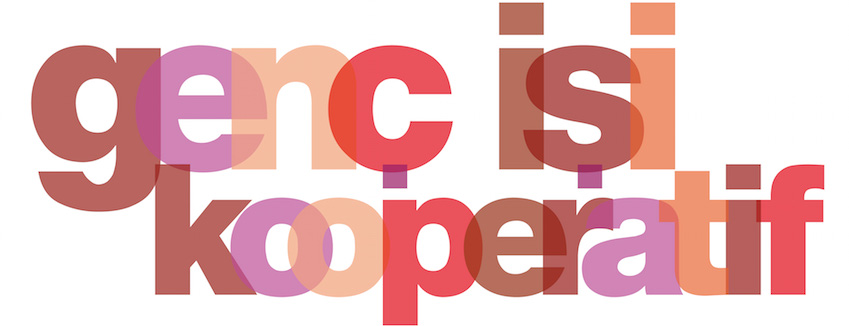 genç işi
kooperatif